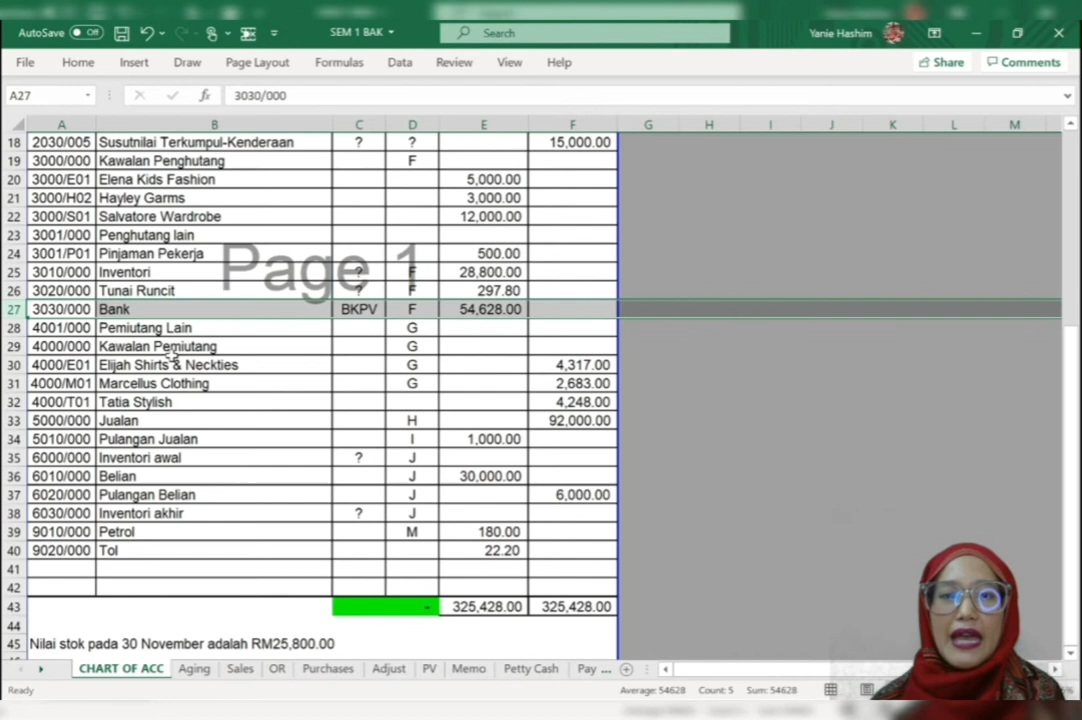 AutoSave Off SEM 1 BAK Search Yanie Hashim
File Home Insert Draw Page Layout Formulas Data Review View Help Share Comments
A27 fx 3030/000
A B C D E F G H I J K L M
18 2030/005 Susutnilai Terkumpul-Kenderaan ? ? 15,000.00
19 3000/000 Kawalan Penghutang F
20 3000/E01 Elena Kids Fashion 5,000.00
21 3000/H02 Hayley Garms 3,000.00
22 3000/S01 Salvatore Wardrobe 12,000.00
23 3001/000 Penghutang lain
24 3001/P01 Pinjaman Pekerja 500.00
Page 1
25 3010/000 Inventori ? F 28,800.00
26 3020/000 Tunai Runcit ? F 297.80
27 3030/000 Bank BKPV F 54,628.00
28 4001/000 Pemiutang Lain G
29 4000/000 Kawalan Pemiutang G
30 4000/E01 Elijah Shirts & Neckties G 4,317.00
31 4000/M01 Marcellus Clothing G 2,683.00
32 4000/T01 Tatia Stylish 4,248.00
33 5000/000 Jualan H 92,000.00
34 5010/000 Pulangan Jualan I 1,000.00
35 6000/000 Inventori awal ? J
36 6010/000 Belian J 30,000.00
37 6020/000 Pulangan Belian J 6,000.00
38 6030/000 Inventori akhir ? J
39 9010/000 Petrol M 180.00
40 9020/000 Tol 22.20
41
42
43 - 325,428.00 325,428.00
44
45 Nilai stok pada 30 November adalah RM25,800.00
CHART OF ACC Aging Sales OR Purchases Adjust PV Memo Petty Cash Pay ...
Ready Average: 54628 Count: 5 Sum: 54628